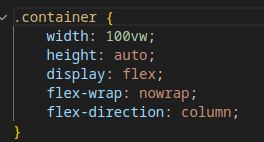 .container {
    width: 100vw;
    height: auto;
    display: flex;
    flex-wrap: nowrap;
    flex-direction: column;
}